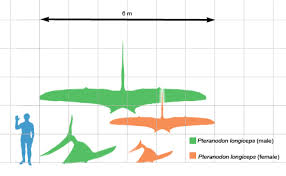 6 m
Pteranodon longiceps (male)
Pteranodon longiceps (female)